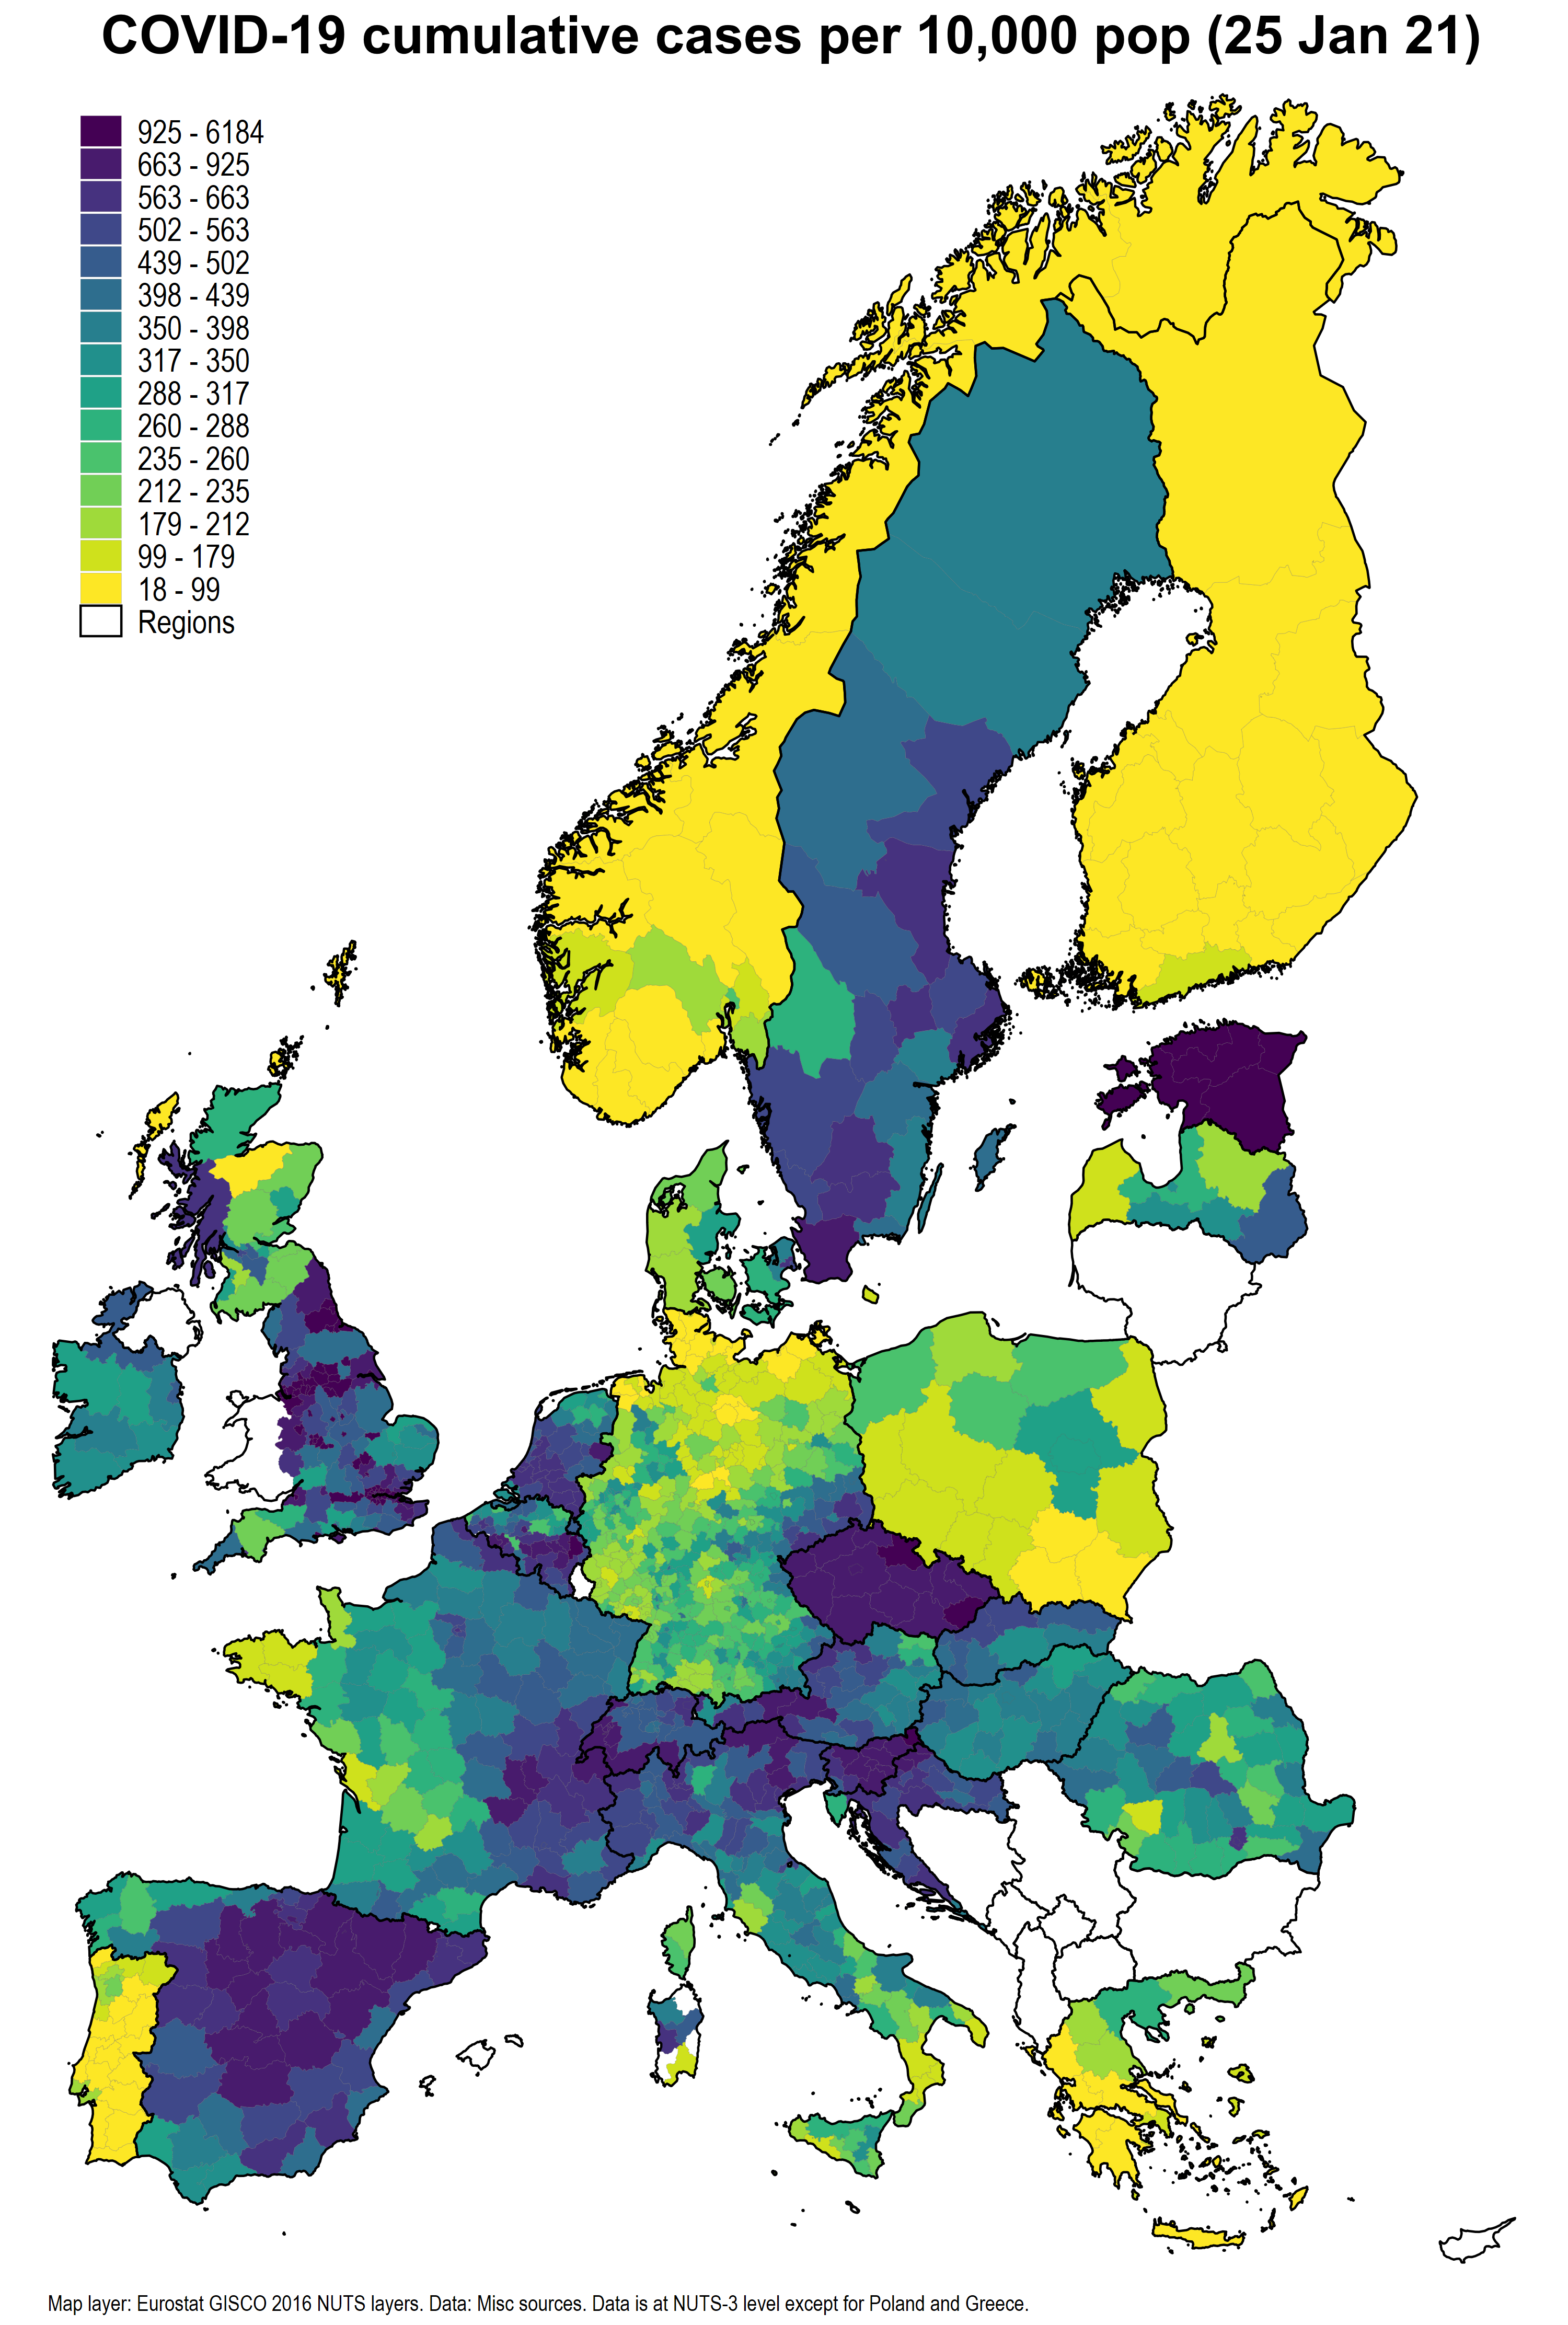 COVID-19 cumulative cases per 10,000 pop (25 Jan 21)
925 - 6184
663 - 925
563 - 663
502 - 563
439 - 502
398 - 439
350 - 398
317 - 350
288 - 317
260 - 288
235 - 260
212 - 235
179 - 212
99 - 179
18 - 99
Regions
Map layer: Eurostat GISCO 2016 NUTS layers. Data: Misc sources. Data is at NUTS-3 level except for Poland and Greece.